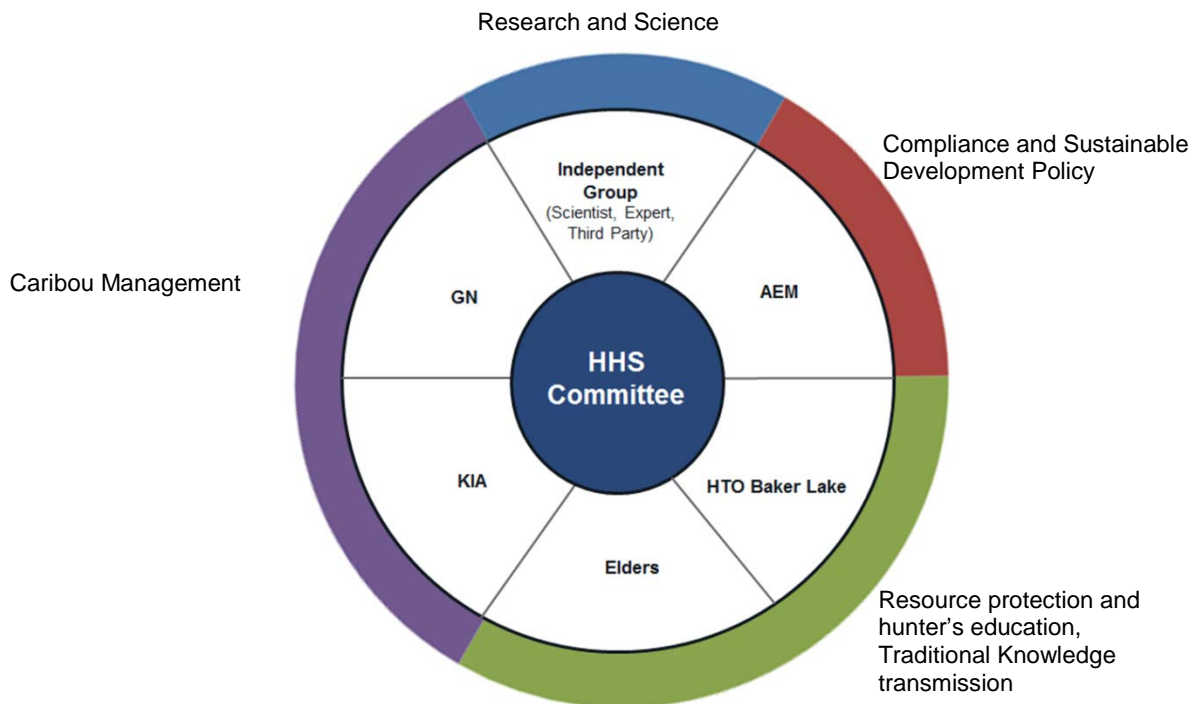 Research and Science
Compliance and Sustainable
Development Policy
Independent
Group
(Scientist, Expert,
Third Party)
Caribou Management
GN
AEM
HHS
Committee
KIA
HTO Baker Lake
Elders
Resource protection and
hunter's education,
Traditional Knowledge
transmission